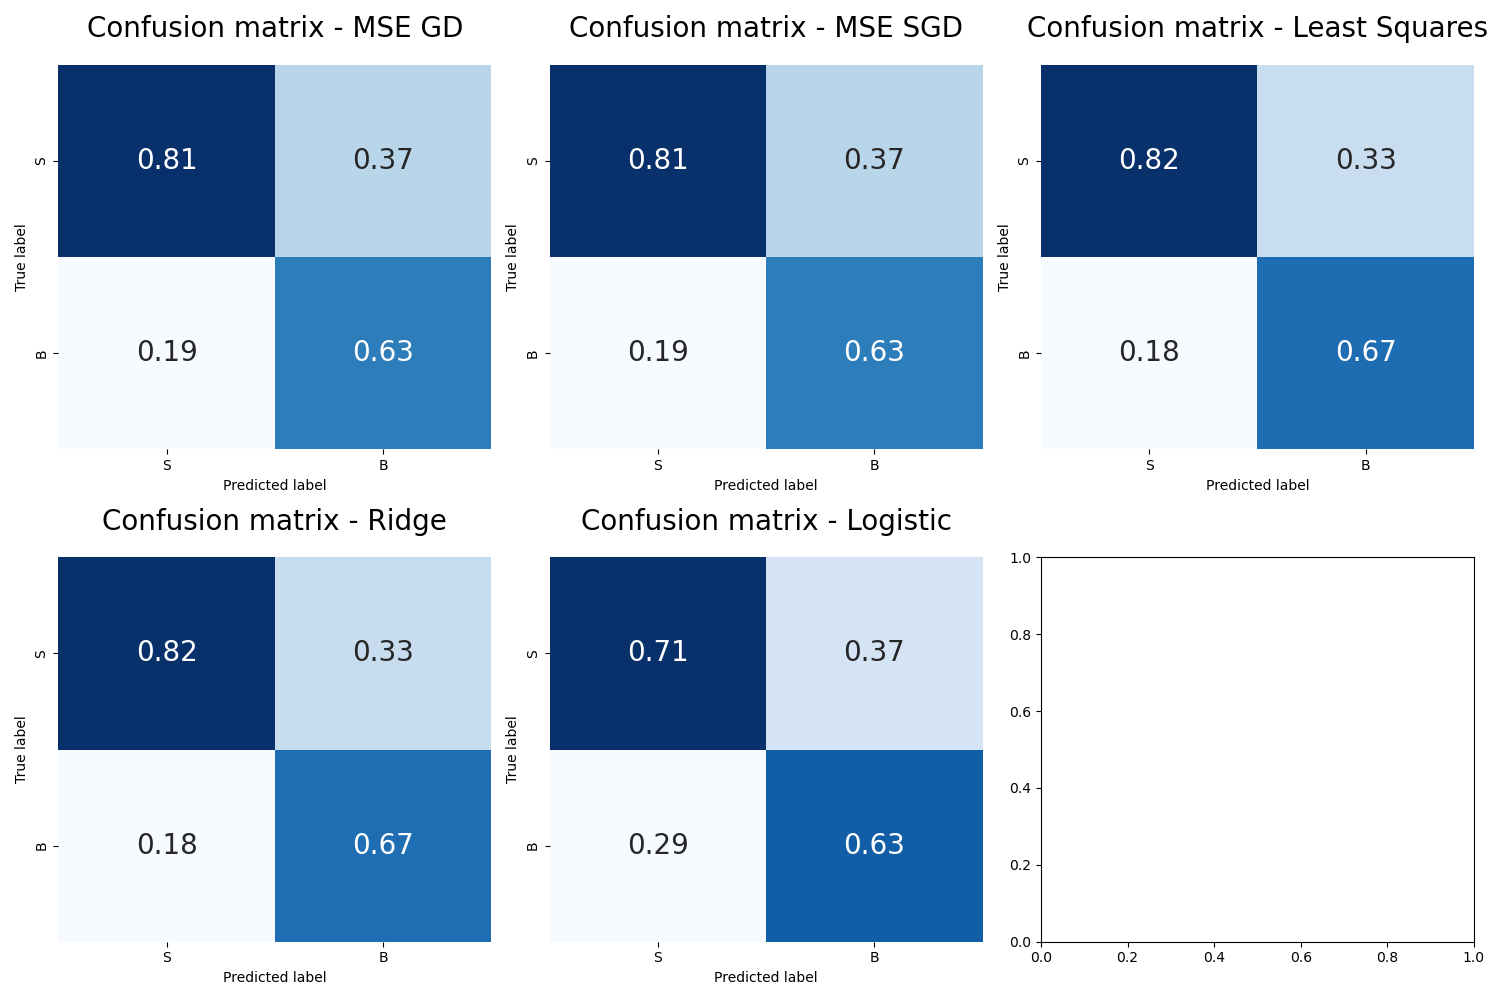 Confusion matrix - MSE GD
True label
S
0.81
0.37
B
0.19
0.63
S
B
Predicted label
Confusion matrix - MSE SGD
True label
S
0.81
0.37
B
0.19
0.63
S
B
Predicted label
Confusion matrix - Least Squares
True label
S
0.82
0.33
B
0.18
0.67
S
B
Predicted label
Confusion matrix - Ridge
True label
S
0.82
0.33
B
0.18
0.67
S
B
Predicted label
Confusion matrix - Logistic
True label
S
0.71
0.37
B
0.29
0.63
S
B
Predicted label
1.0
0.8
0.6
0.4
0.2
0.0
0.0
0.2
0.4
0.6
0.8
1.0